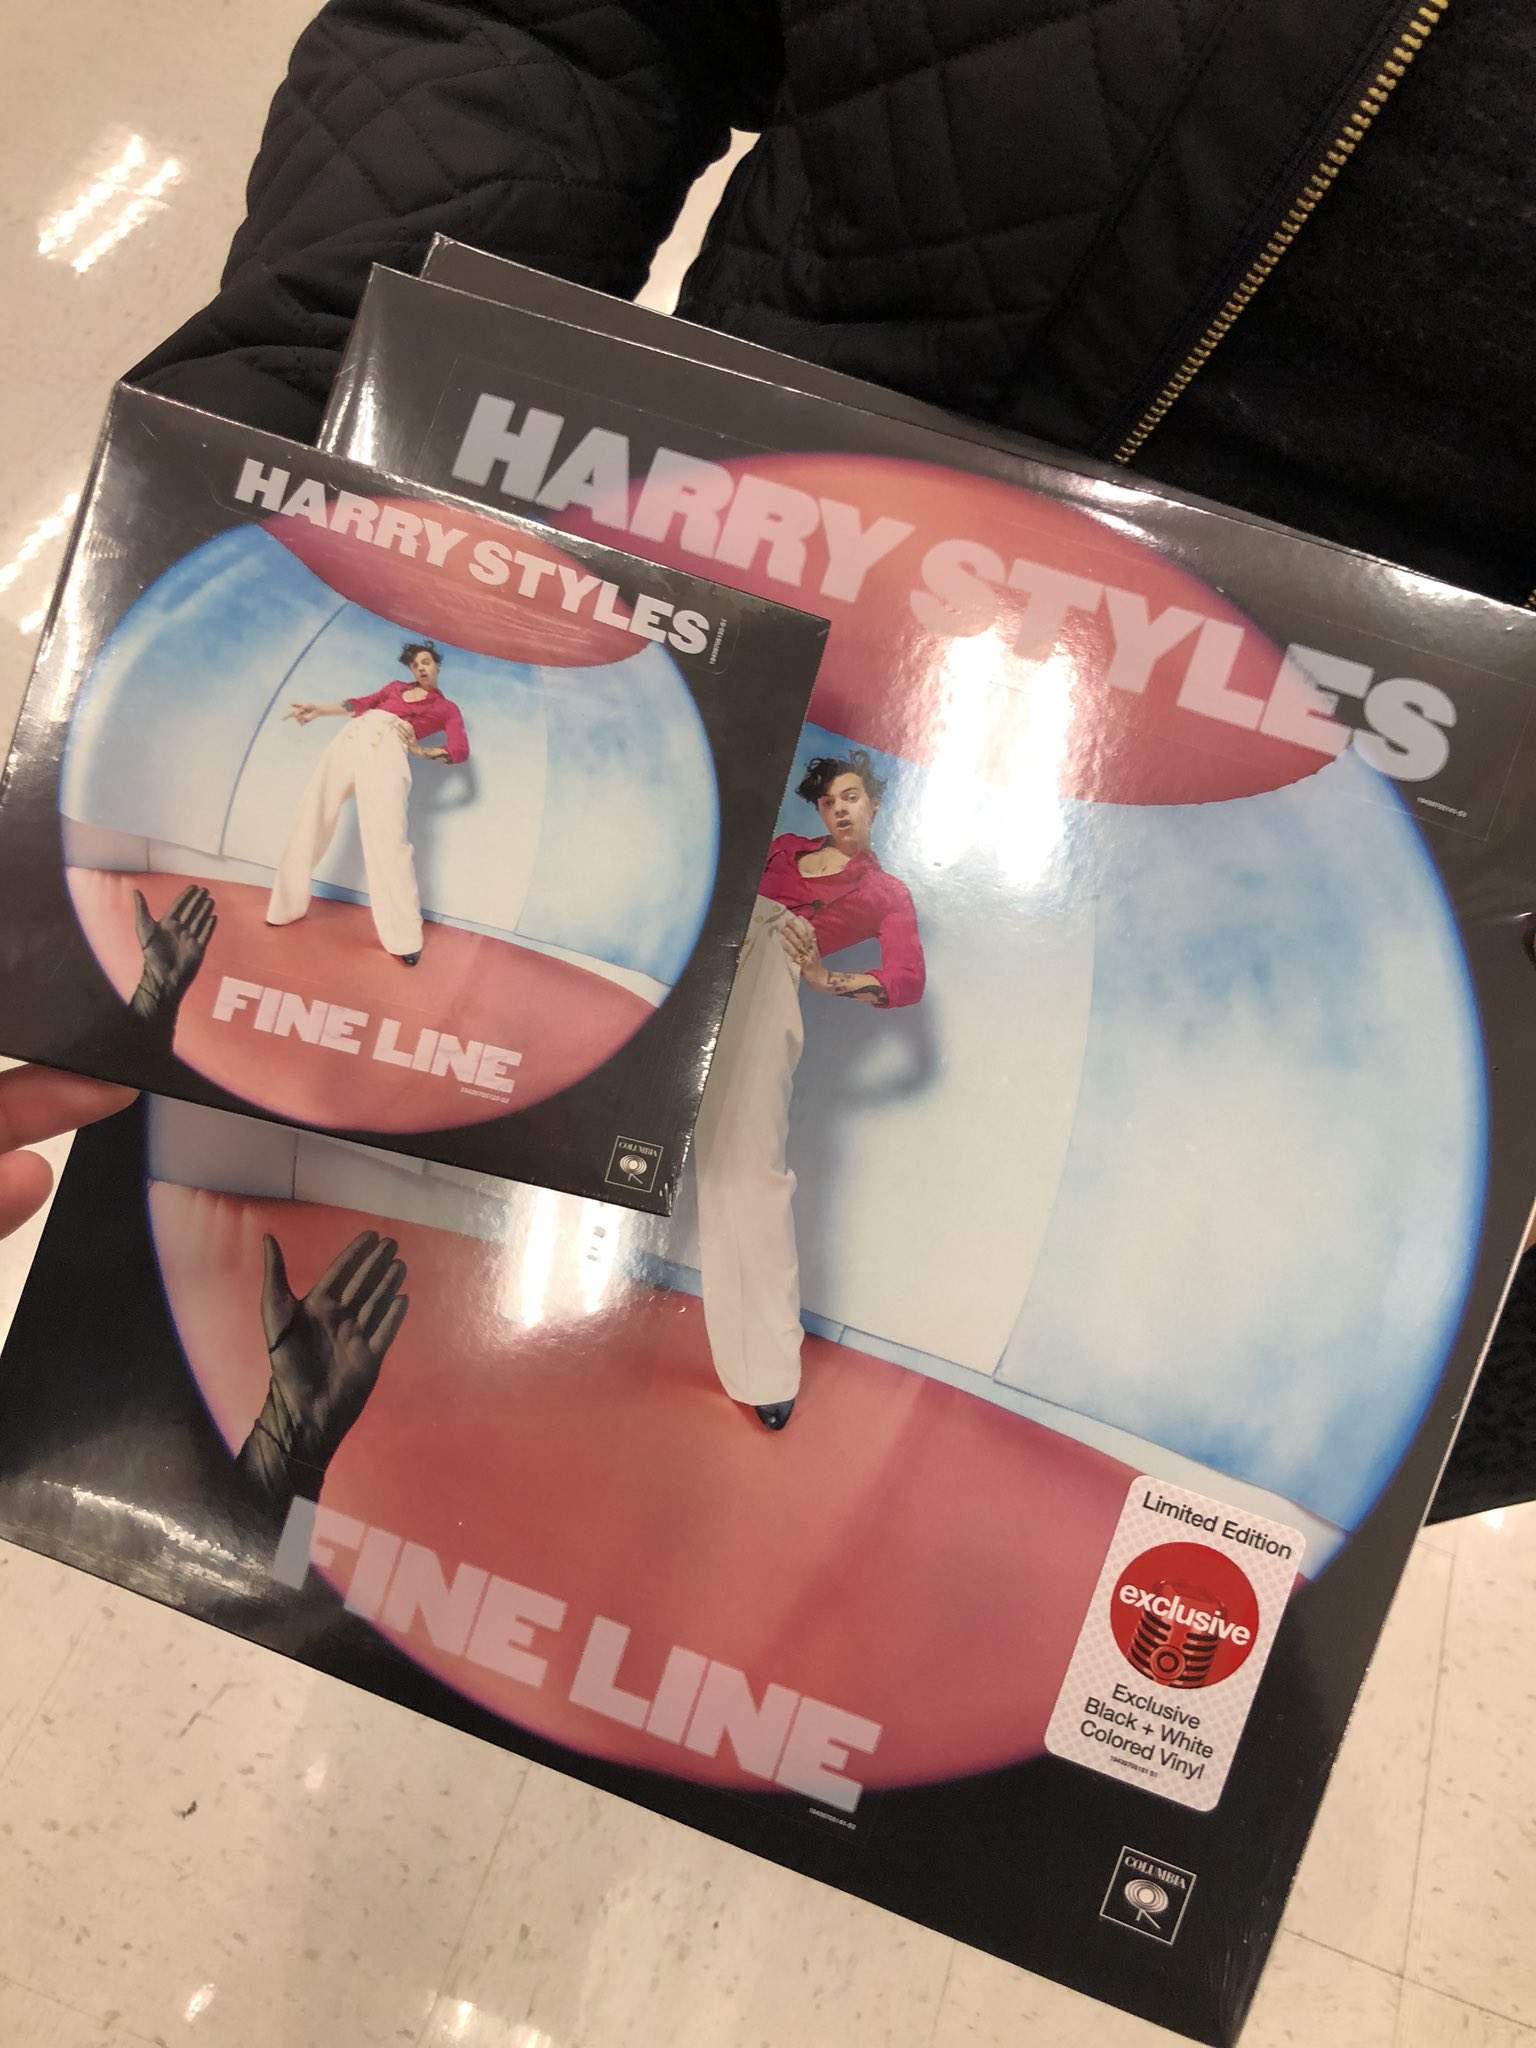 HARRY STYLES
FINE LINE
COLUMBIA
HARRY STYLES
FINE LINE
Limited Edition
exclusive
Exclusive
Black + White
Colored Vinyl
COLUMBIA